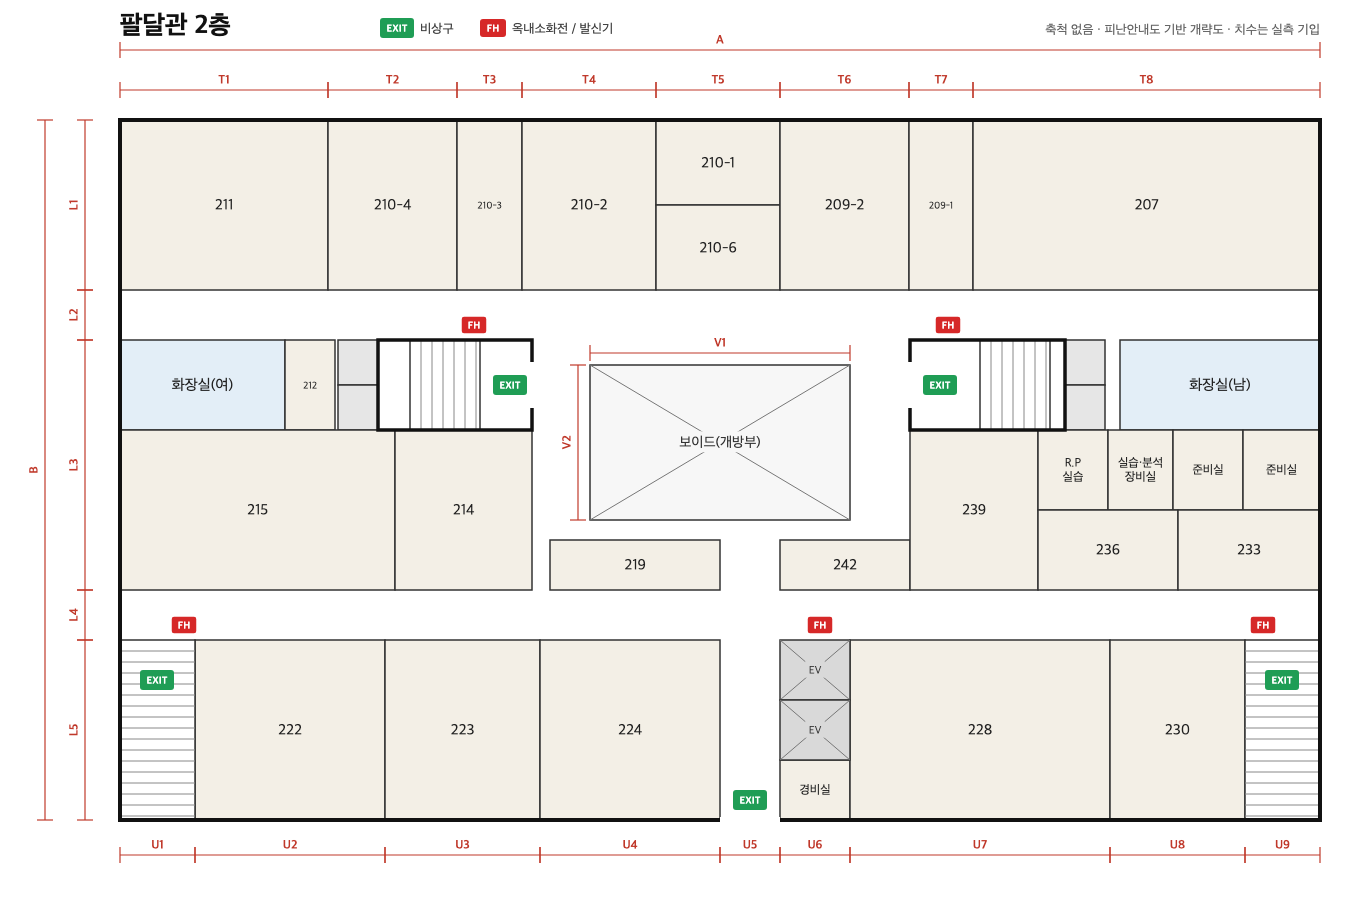 팔달관 2층
EXIT 비상구 FH 옥내소화전 / 발신기
축척 없음 · 피난안내도 기반 개략도 · 치수는 실측 기입
A
T1 T2 T3 T4 T5 T6 T7 T8
L1
L2
L3
L4
L5
B
211
210-4
210-3
210-2
210-1
210-6
209-2
209-1
207
FH
FH
화장실(여)
212
EXIT
V1
V2
보이드(개방부)
EXIT
화장실(남)
215
214
219
242
239
R.P
실습
실습·분석
장비실
준비실
준비실
236
233
FH
FH
FH
EXIT
222
223
224
EXIT
EV
EV
경비실
228
230
EXIT
U1 U2 U3 U4 U5 U6 U7 U8 U9